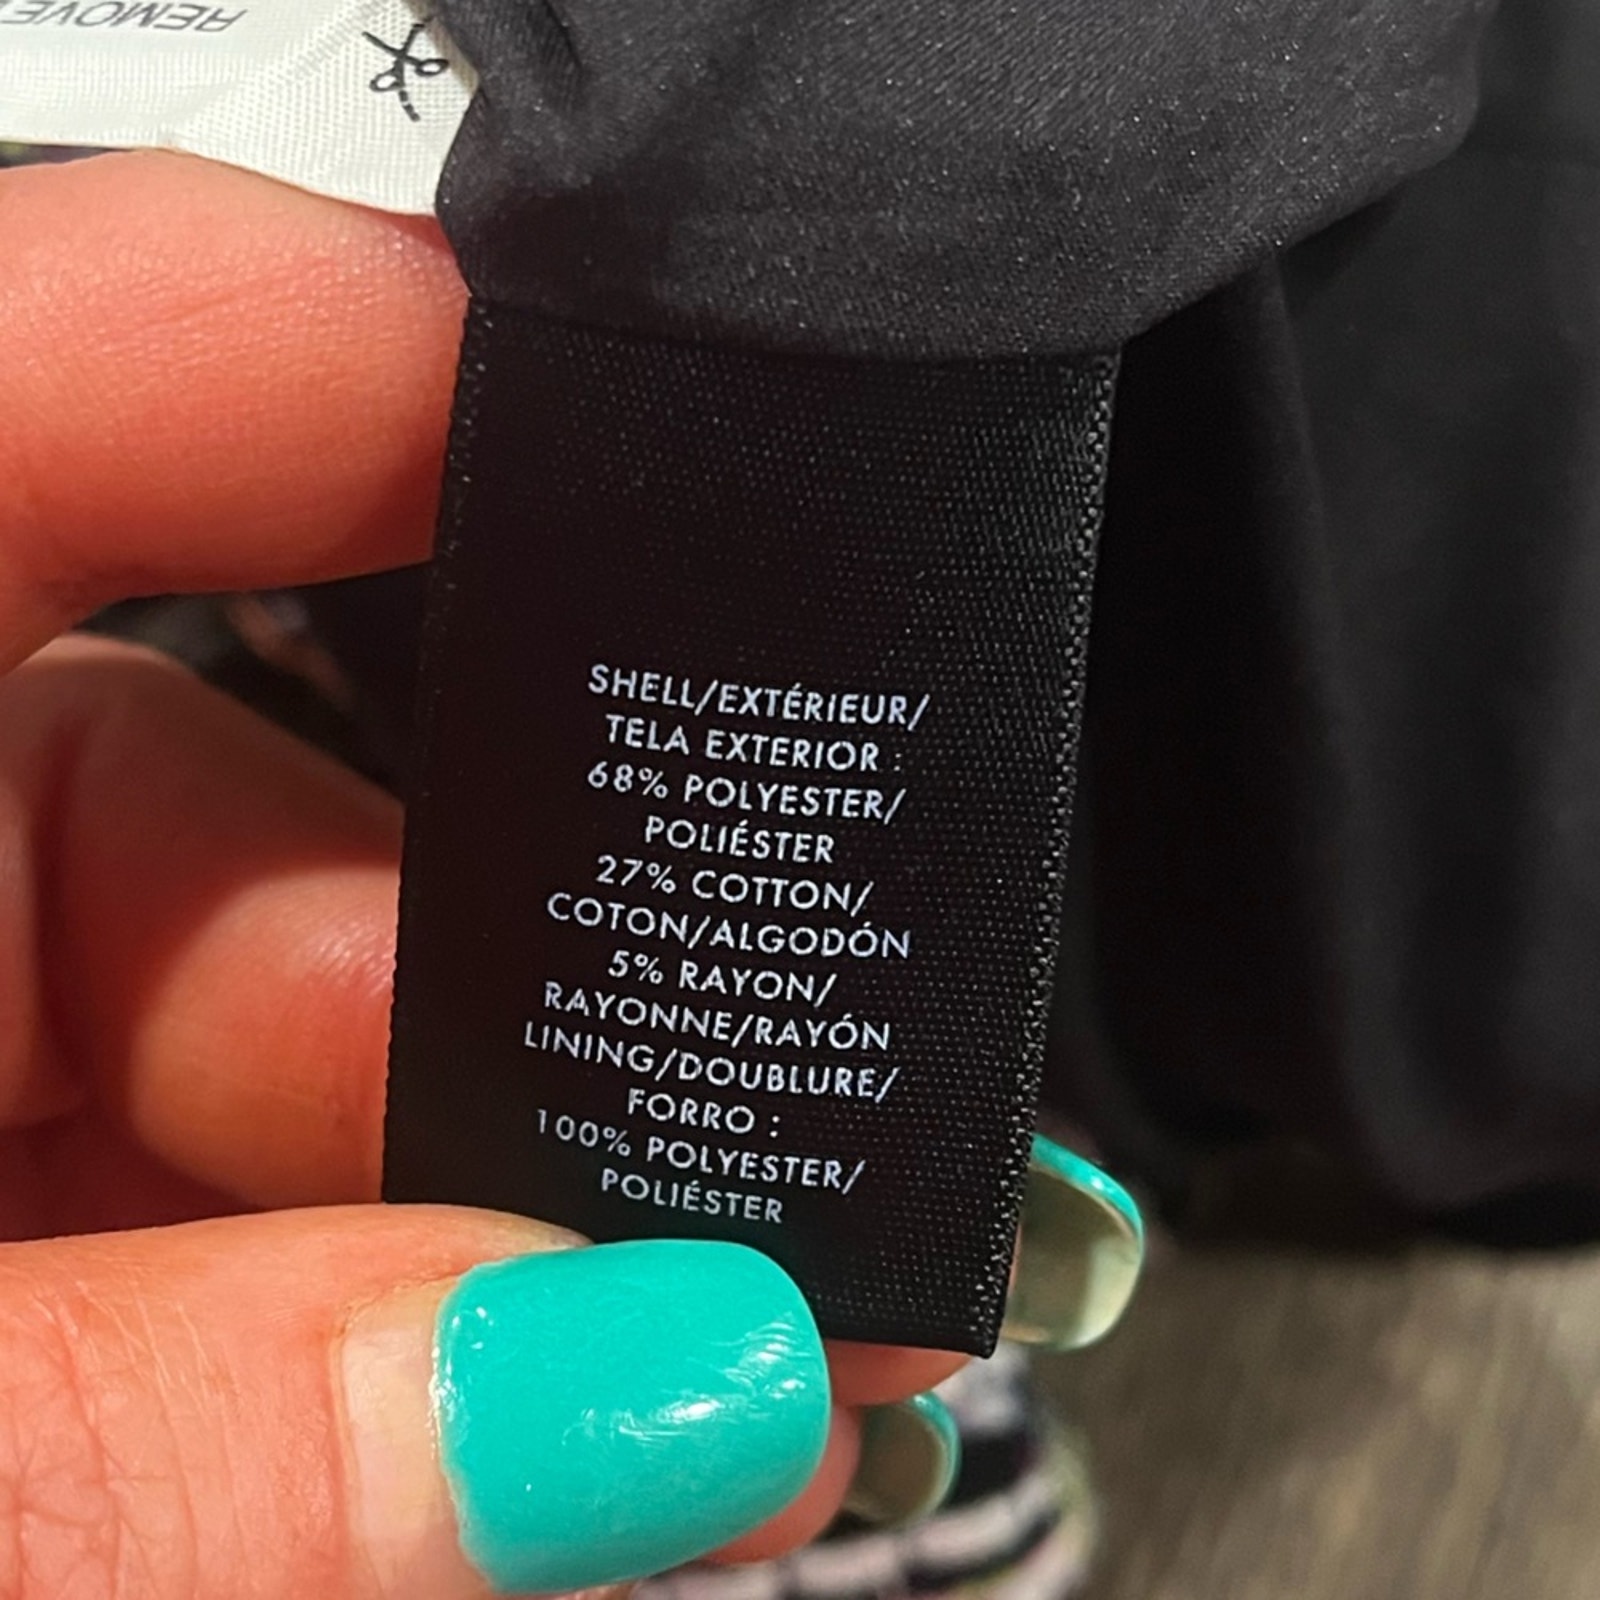 REMOVE
SHELL/EXTÉRIEUR/
TELA EXTERIOR :
68% POLYESTER/
POLIÉSTER
27% COTTON/
COTON/ALGODÓN
5% RAYON/
RAYONNE/RAYÓN
LINING/DOUBLURE/
FORRO :
100% POLYESTER/
POLIÉSTER